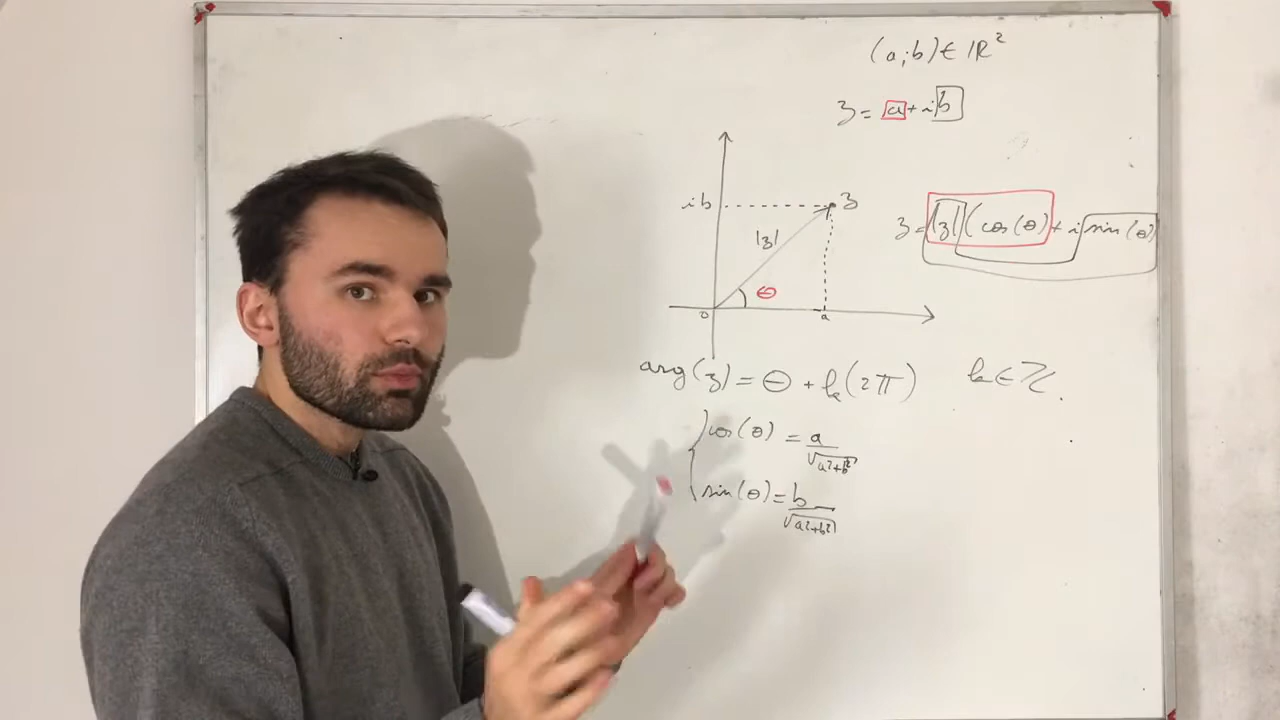 (a;b)∈ℝ²
z = a + ib
ib
z
|z|
θ
0
a
z = |z| (cos(θ) + i sin(θ)
arg(z) = θ + k(2π) k∈ℤ.
{ cos(θ) = a/√(a²+b²)
sin(θ) = b/√(a²+b²)